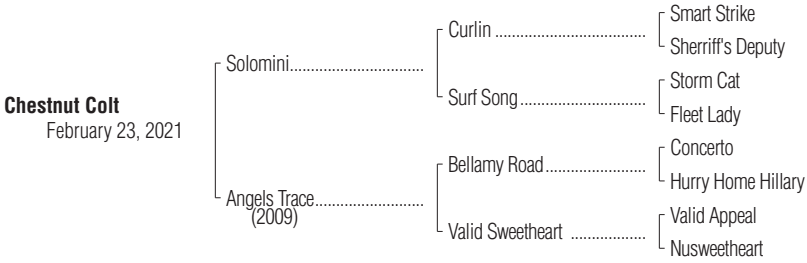 Chestnut Colt
February 23, 2021
Solomini..............................
Angels Trace.........................
(2009)
Curlin ...................................
Surf Song.............................
Bellamy Road.......................
Valid Sweetheart .................
Smart Strike
Sherriff's Deputy
Storm Cat
Fleet Lady
Concerto
Hurry Home Hillary
Valid Appeal
Nusweetheart